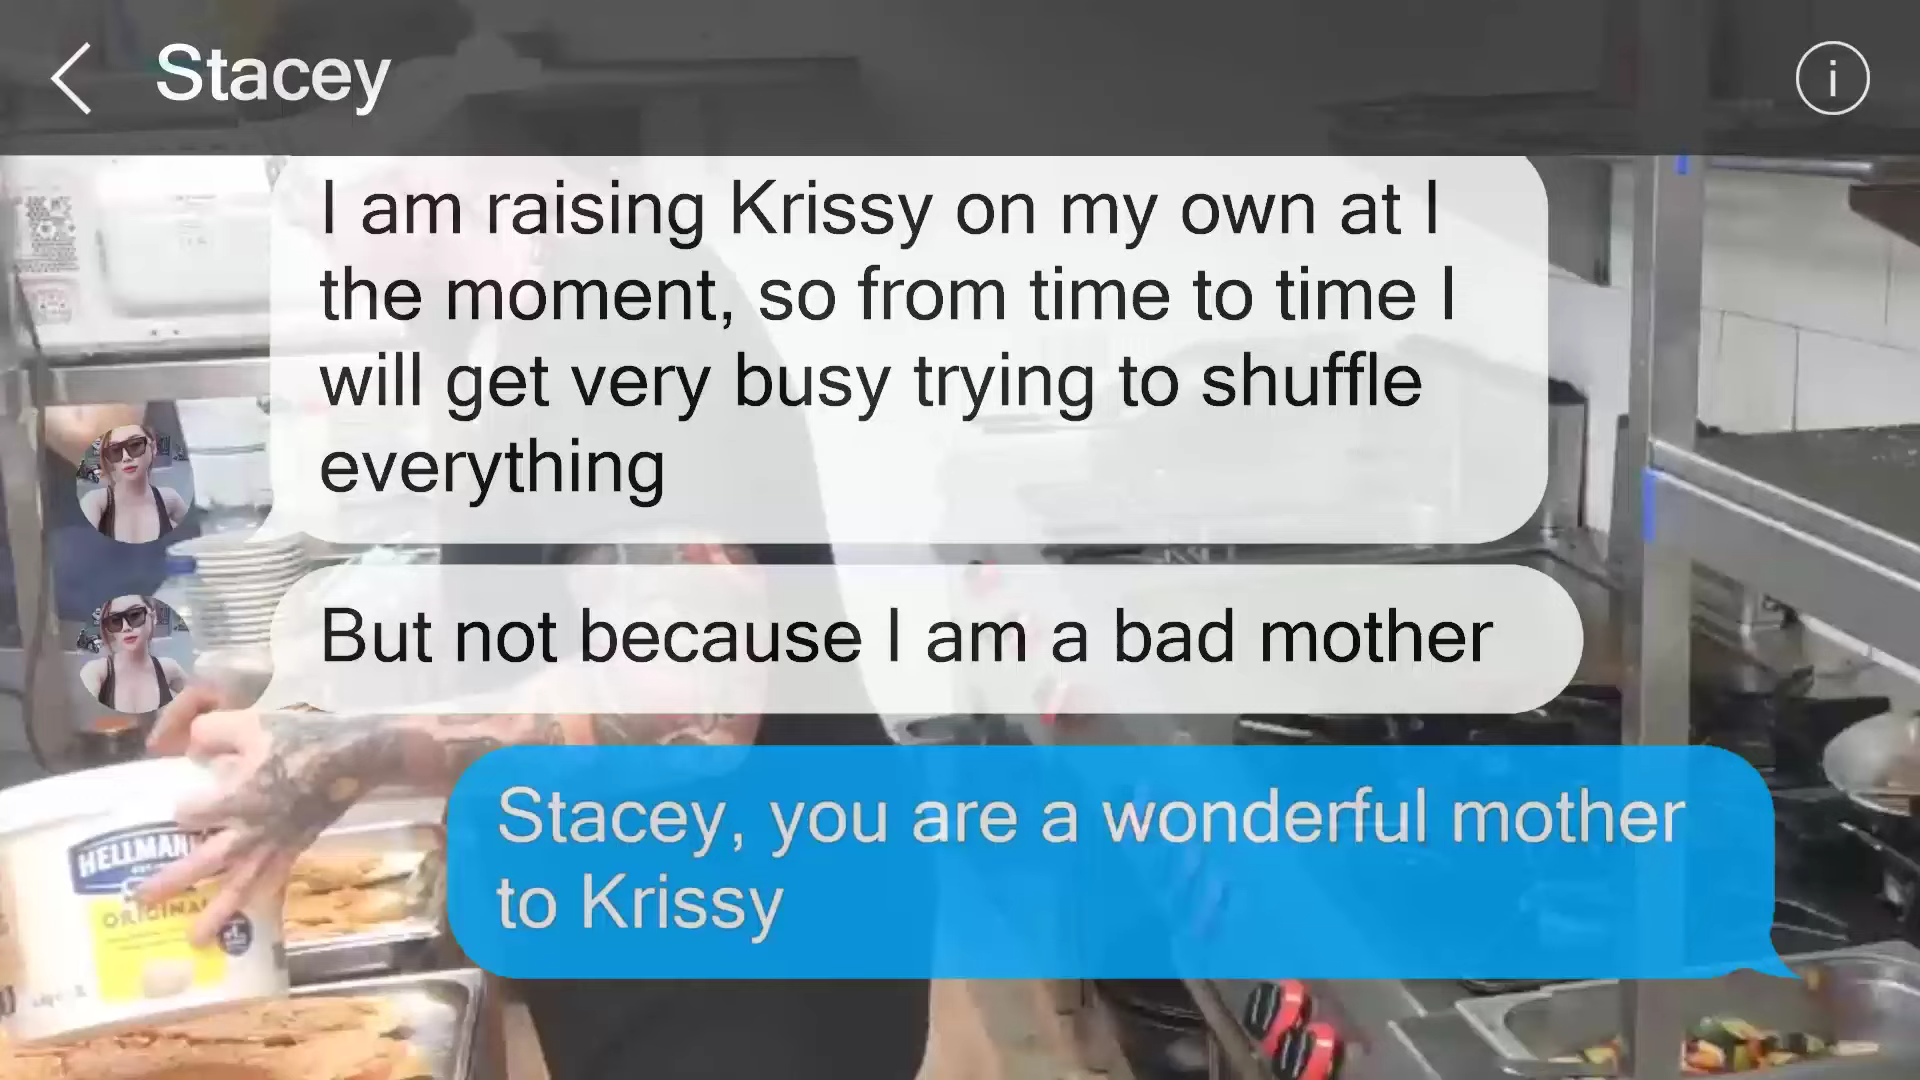 Stacey
I am raising Krissy on my own at I
the moment, so from time to time I
will get very busy trying to shuffle
everything
But not because I am a bad mother
Stacey, you are a wonderful mother
to Krissy
HELLMAN
ORIGINAL